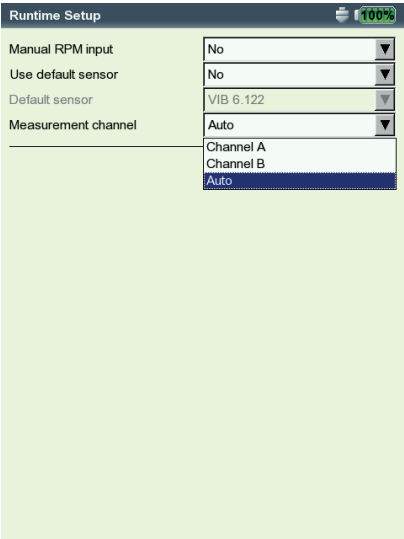 Runtime Setup 100%
Manual RPM input No
Use default sensor No
Default sensor VIB 6.122
Measurement channel Auto
Channel A
Channel B
Auto